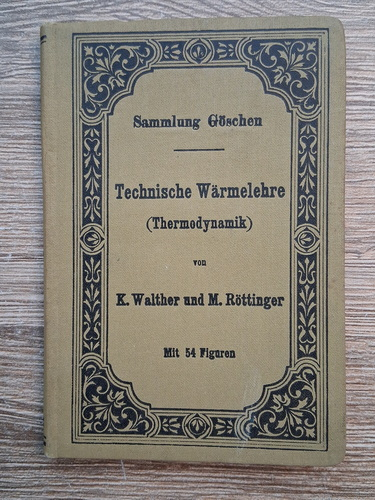 Sammlung Göschen
Technische Wärmelehre
(Thermodynamik)
von
K. Walther und M. Röttinger
Mit 54 Figuren